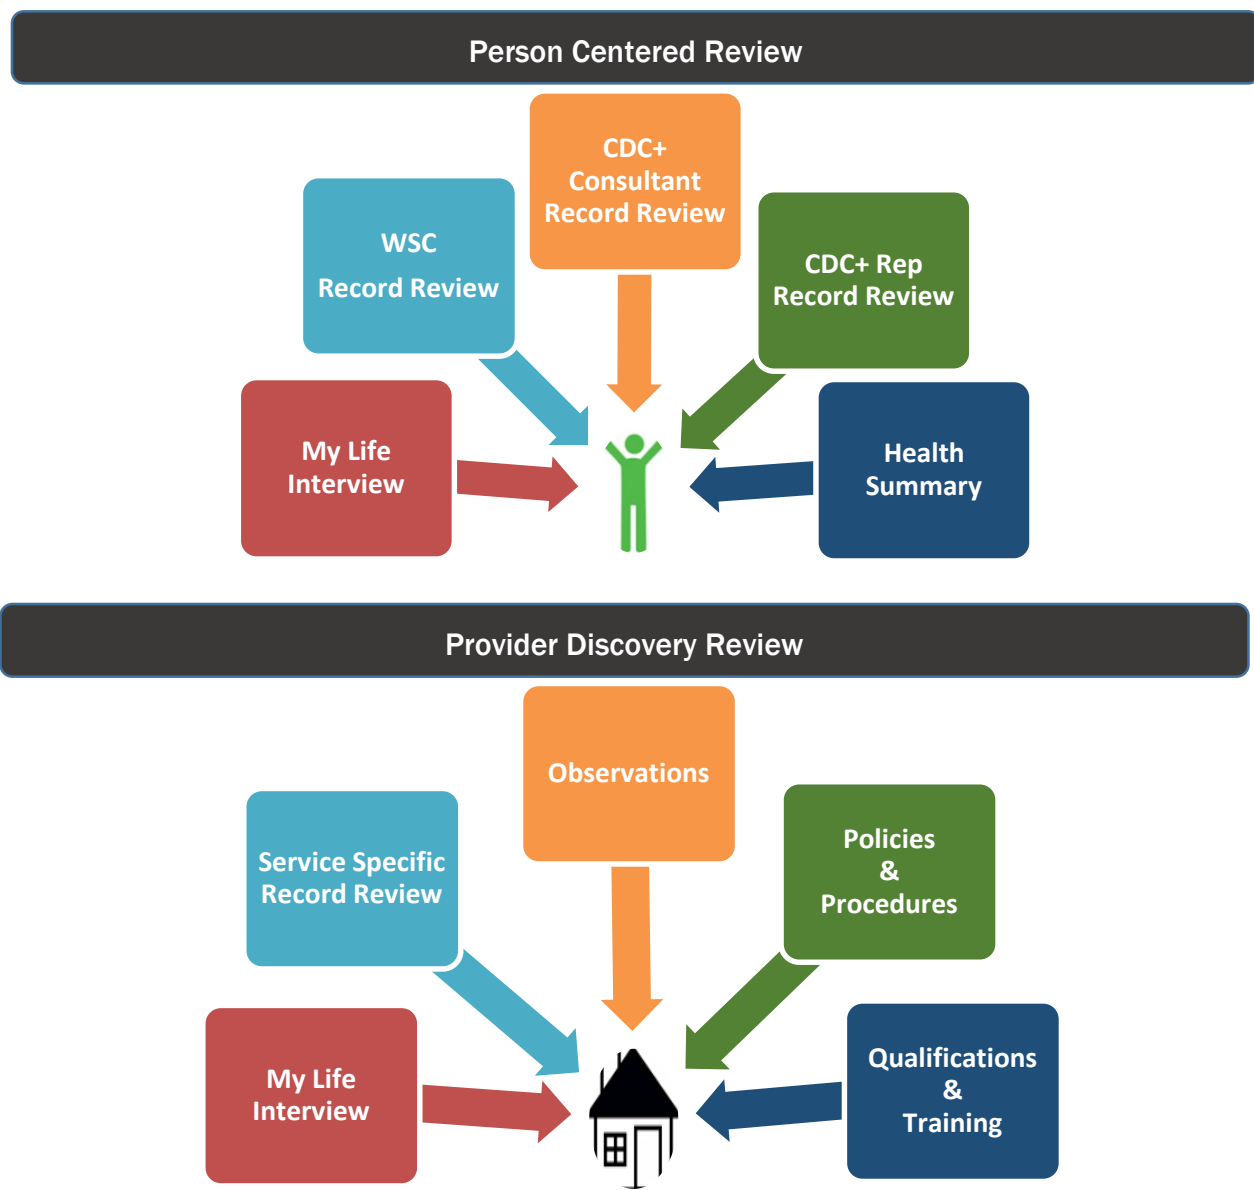 Person Centered Review
CDC+
Consultant
Record Review
WSC
Record Review
CDC+ Rep
Record Review
My Life
Interview
Health
Summary
Provider Discovery Review
Observations
Service Specific
Record Review
Policies
&
Procedures
My Life
Interview
Qualifications
&
Training